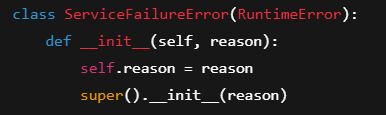 class ServiceFailureError(RuntimeError):
    def __init__(self, reason):
        self.reason = reason
        super().__init__(reason)